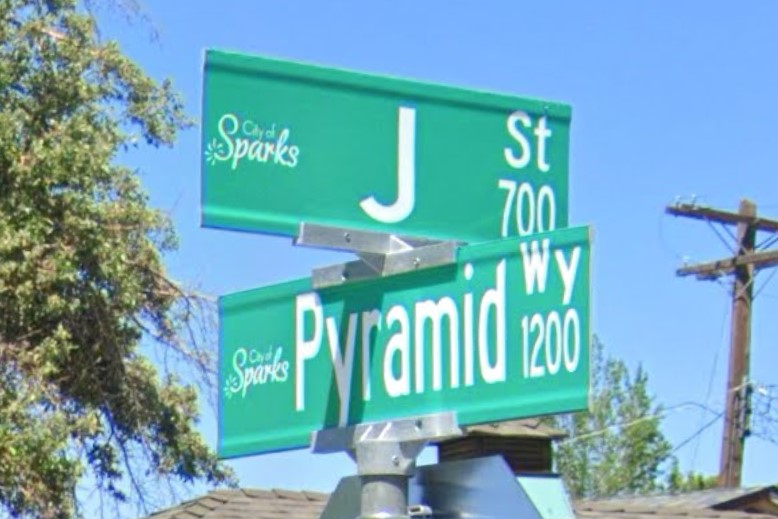 City of
Sparks
J
St
700
City of
Sparks
Pyramid
Wy
1200